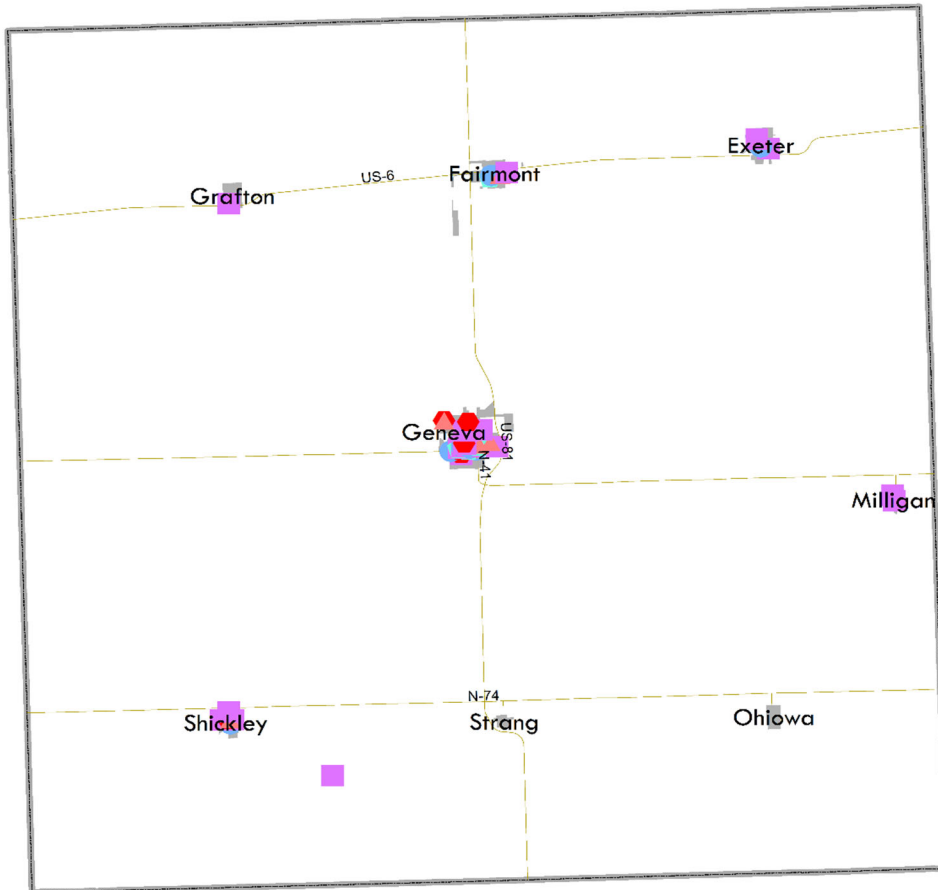 Exeter
Fairmont
US-6
Grafton
Geneva
US-81
N-41
Milligan
N-74
Shickley
Strang
Ohiowa